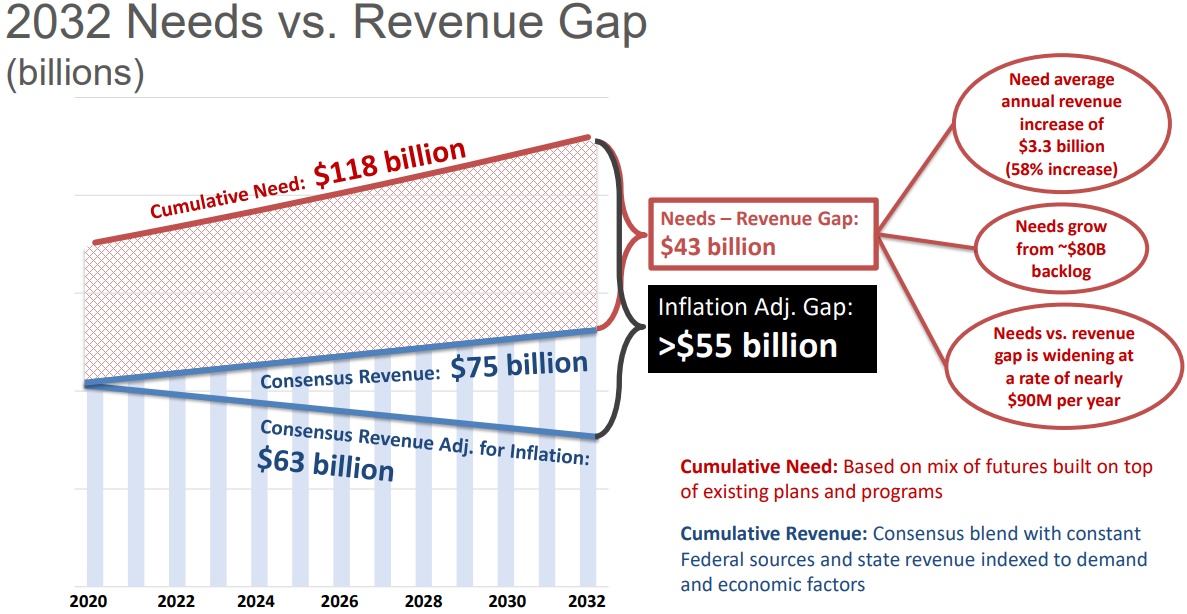 2032 Needs vs. Revenue Gap
(billions)
Cumulative Need: $118 billion
Consensus Revenue: $75 billion
Consensus Revenue Adj. for Inflation:
$63 billion
2020 2022 2024 2026 2028 2030 2032
Needs – Revenue Gap:
$43 billion
Inflation Adj. Gap:
>$55 billion
Need average
annual revenue
increase of
$3.3 billion
(58% increase)
Needs grow
from ~$80B
backlog
Needs vs. revenue
gap is widening at
a rate of nearly
$90M per year
Cumulative Need: Based on mix of futures built on top
of existing plans and programs
Cumulative Revenue: Consensus blend with constant
Federal sources and state revenue indexed to demand
and economic factors